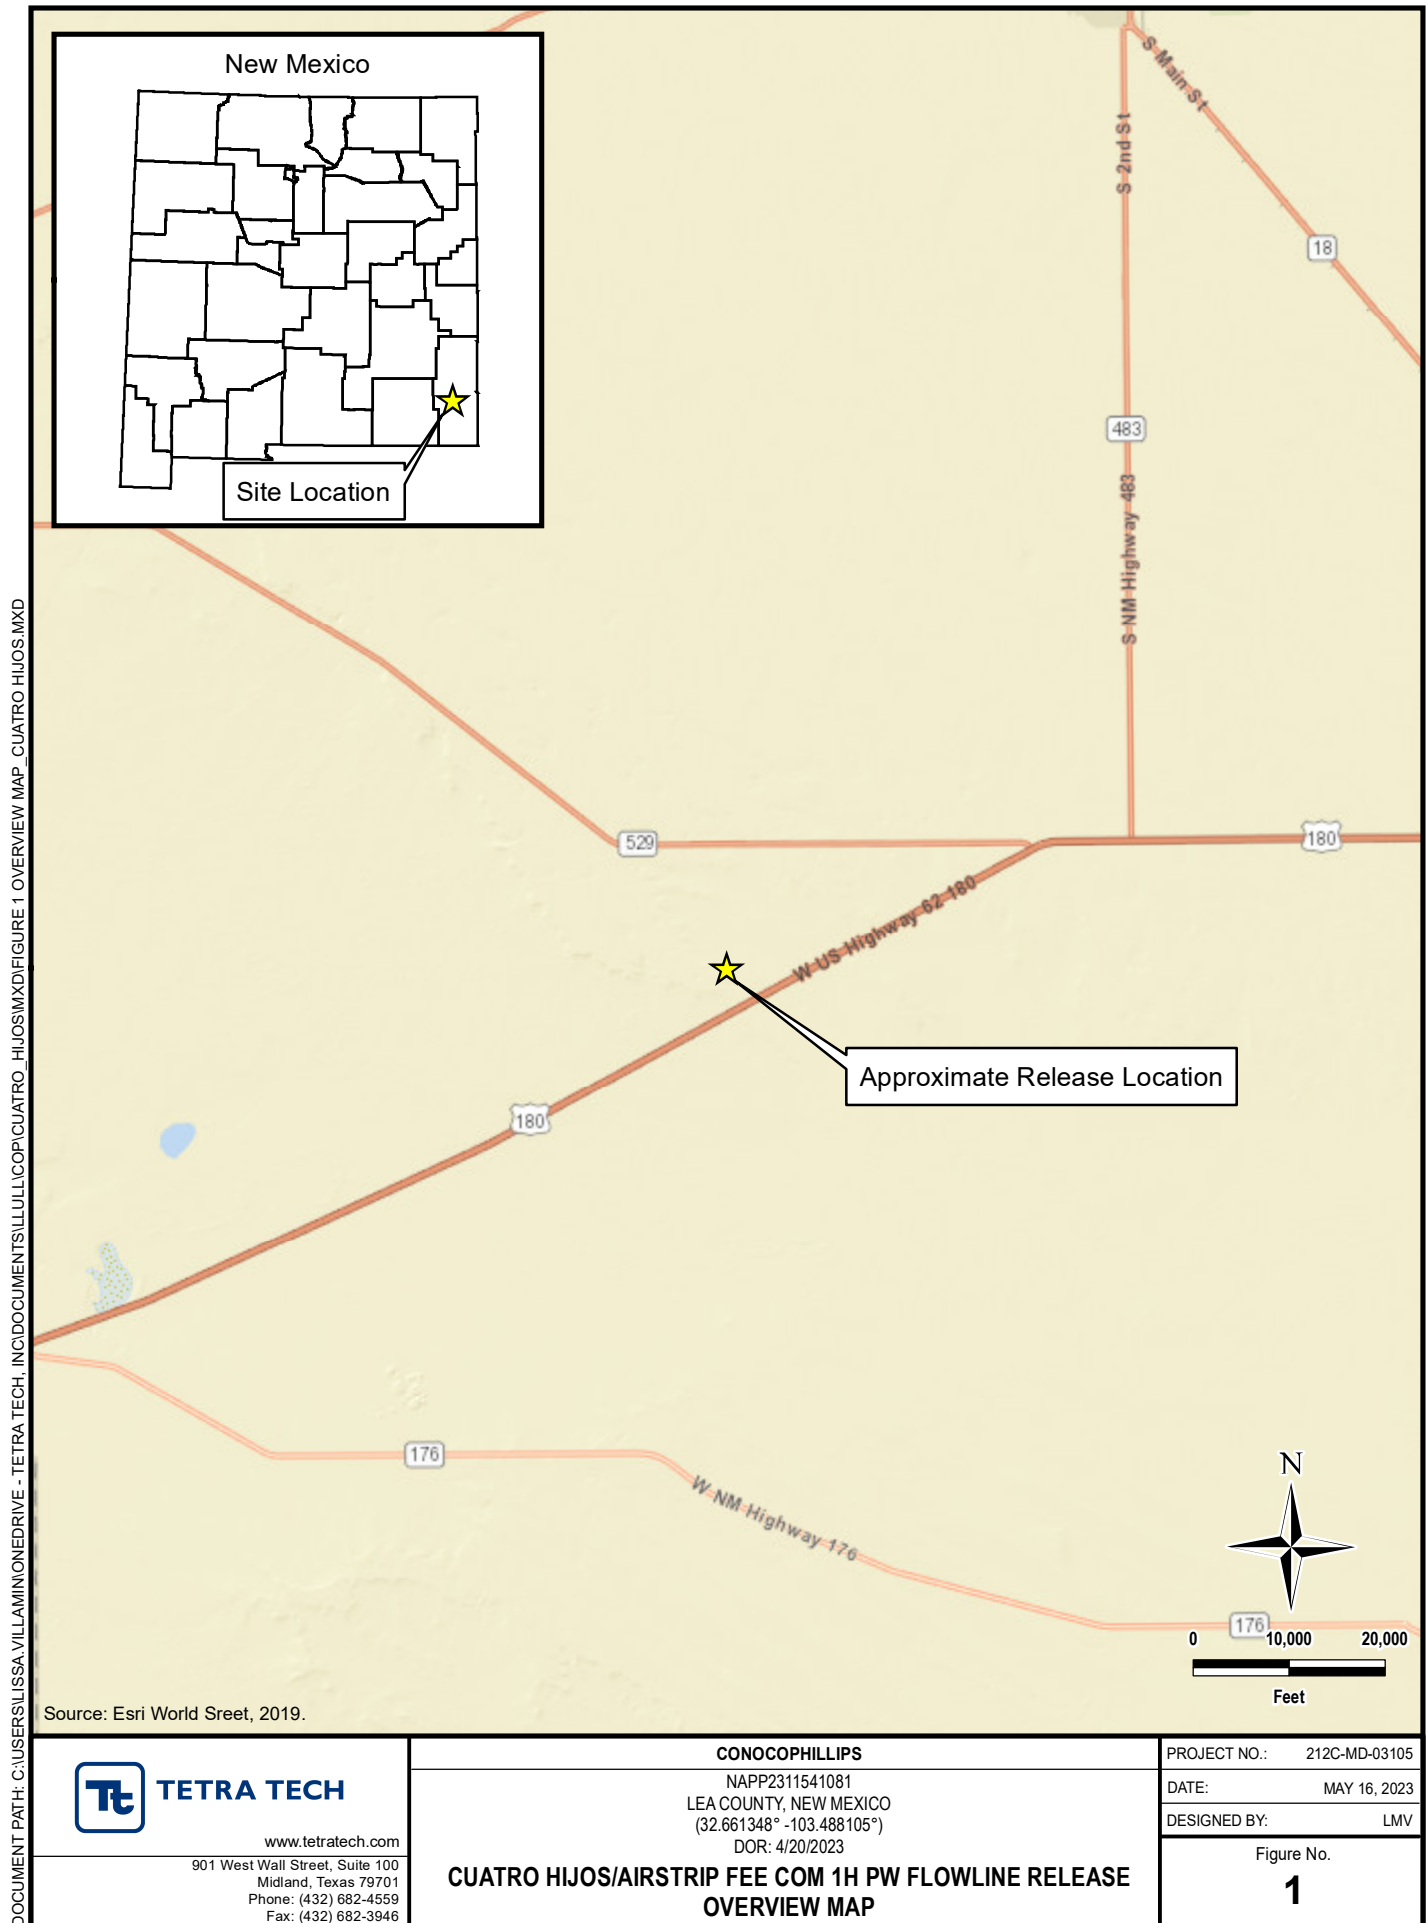 New Mexico
Site Location
S Main St
S 2nd St
18
483
S NM Highway 483
529
180
W US Highway 62 180
Approximate Release Location
180
176
W NM Highway 176
N
176
0 10,000 20,000
Feet
Source: Esri World Sreet, 2019.
DOCUMENT PATH: C:\USERS\LISSA.VILLAMIN\ONEDRIVE - TETRA TECH, INC\DOCUMENTS\LLULL\COP\CUATRO_HIJOS\MXD\FIGURE 1 OVERVIEW MAP_CUATRO HIJOS.MXD
Tt TETRA TECH
www.tetratech.com
901 West Wall Street, Suite 100
Midland, Texas 79701
Phone: (432) 682-4559
Fax: (432) 682-3946
CONOCOPHILLIPS
NAPP2311541081
LEA COUNTY, NEW MEXICO
(32.661348° -103.488105°)
DOR: 4/20/2023
CUATRO HIJOS/AIRSTRIP FEE COM 1H PW FLOWLINE RELEASE
OVERVIEW MAP
PROJECT NO.: 212C-MD-03105
DATE: MAY 16, 2023
DESIGNED BY: LMV
Figure No.
1